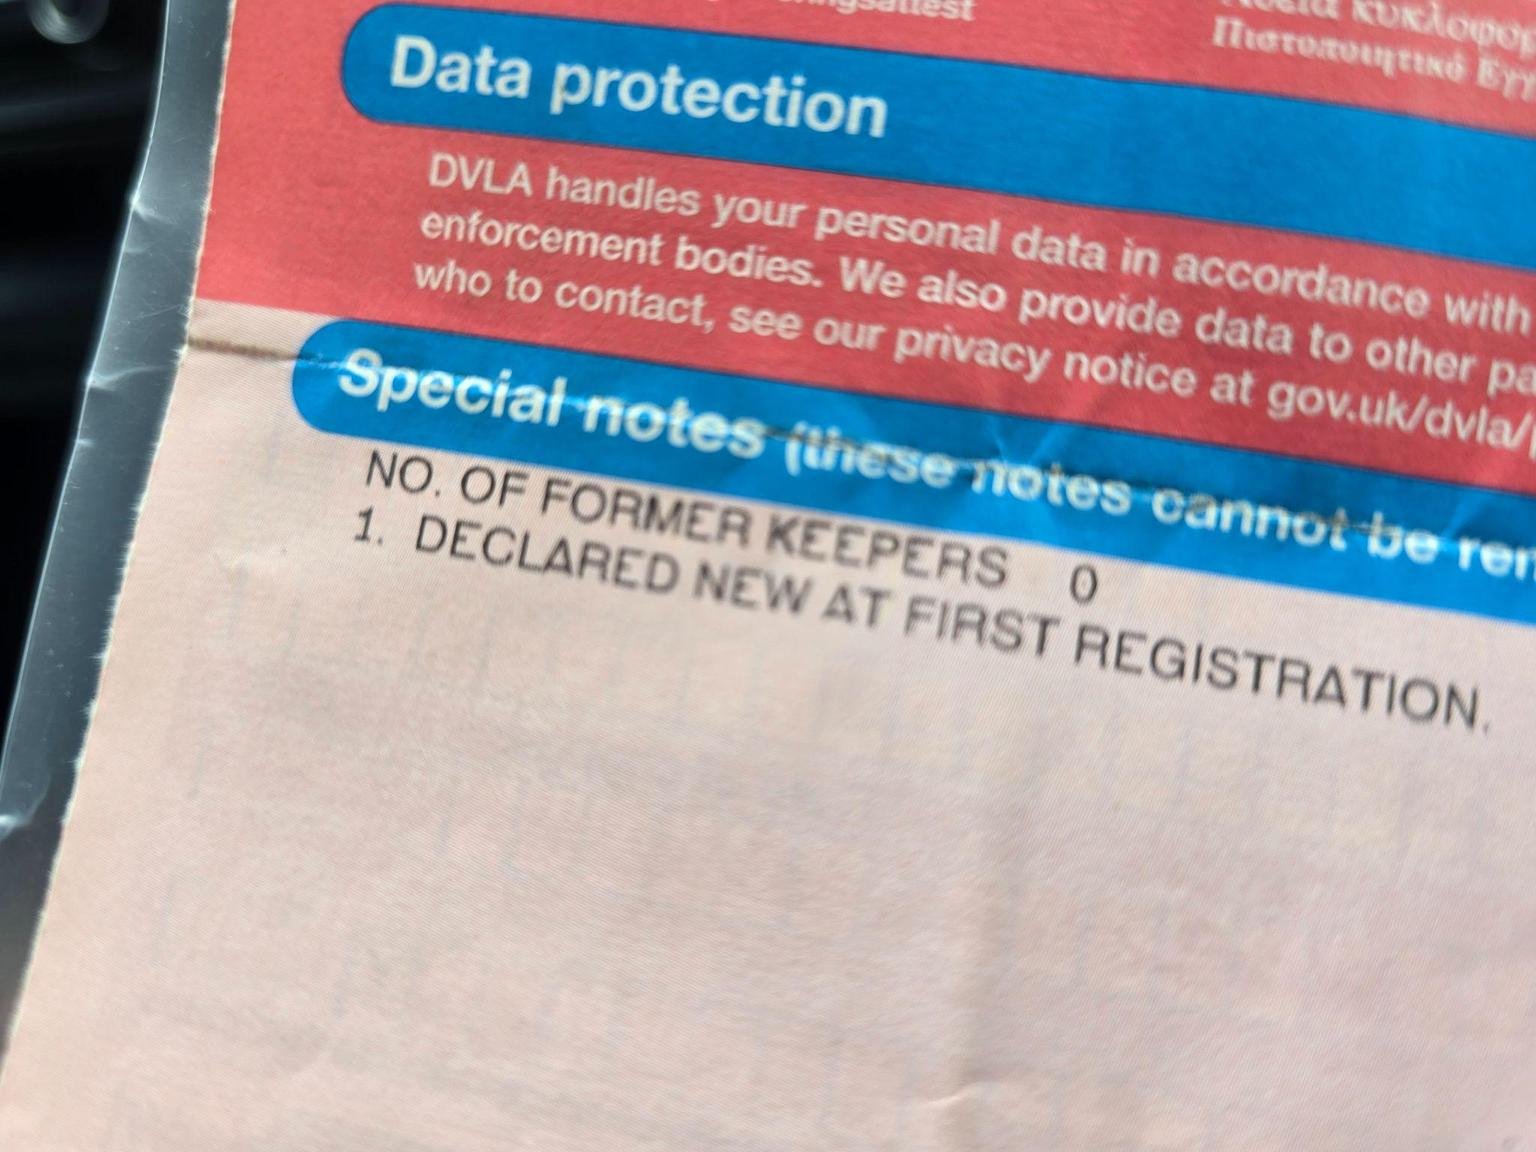 Data protection
DVLA handles your personal data in accordance with
enforcement bodies. We also provide data to other
who to contact, see our privacy notice at gov.uk/dvla/
Special notes (these notes cannot be
NO. OF FORMER KEEPERS 0
1. DECLARED NEW AT FIRST REGISTRATION.